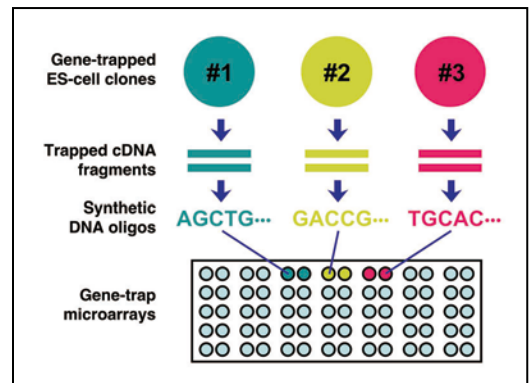 Gene-trapped
ES-cell clones
#1 #2 #3
Trapped cDNA
fragments
Synthetic
DNA oligos
AGCTG··· GACCG··· TGCAC···
Gene-trap
microarrays